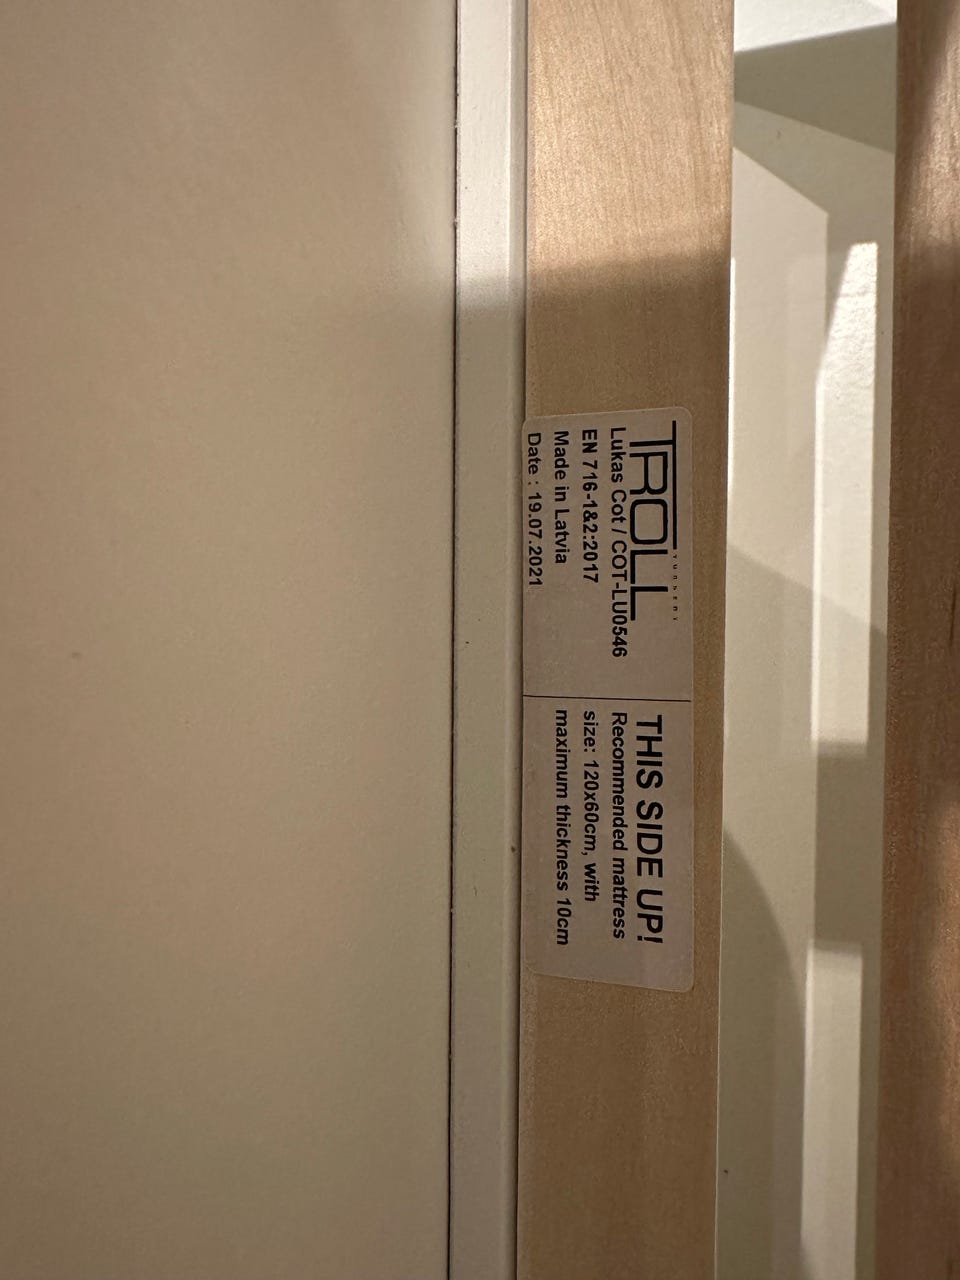 TROLL
NURSERY
Lukas Cot / COT-LU0546
EN 716-1&2:2017
Made in Latvia
Date : 19.07.2021
THIS SIDE UP!
Recommended mattress
size: 120x60cm, with
maximum thickness 10cm